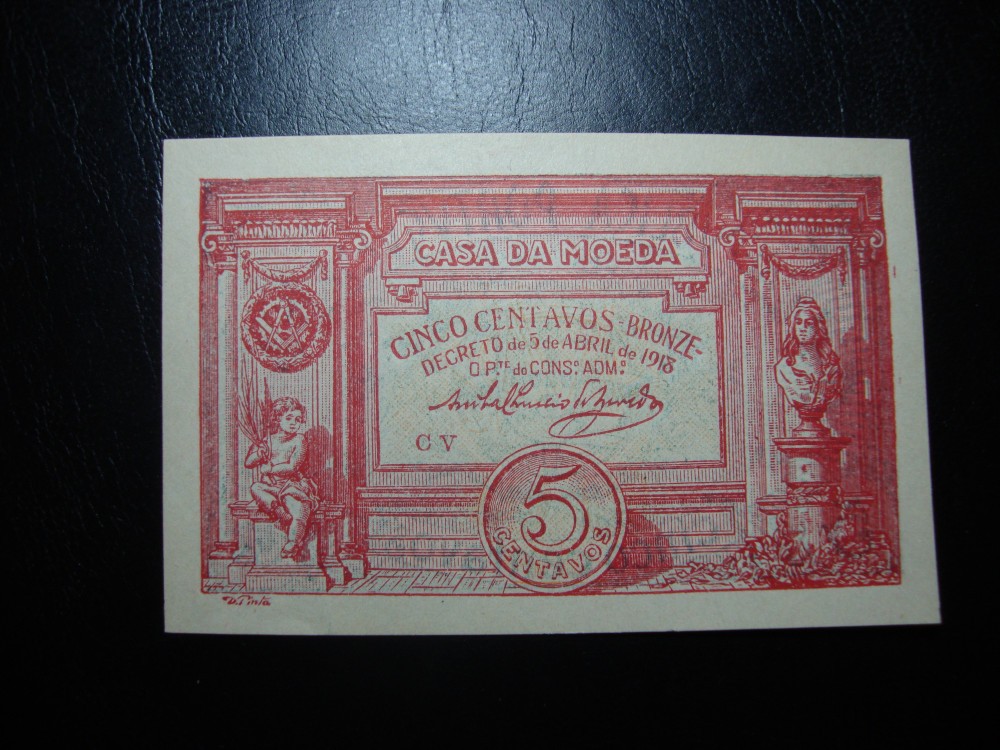 CASA DA MOEDA
CINCO CENTAVOS-BRONZE-
DECRETO de 5 de ABRIL de 1918
O P.TE do CONS.º ADM.º
CV
5
CENTAVOS